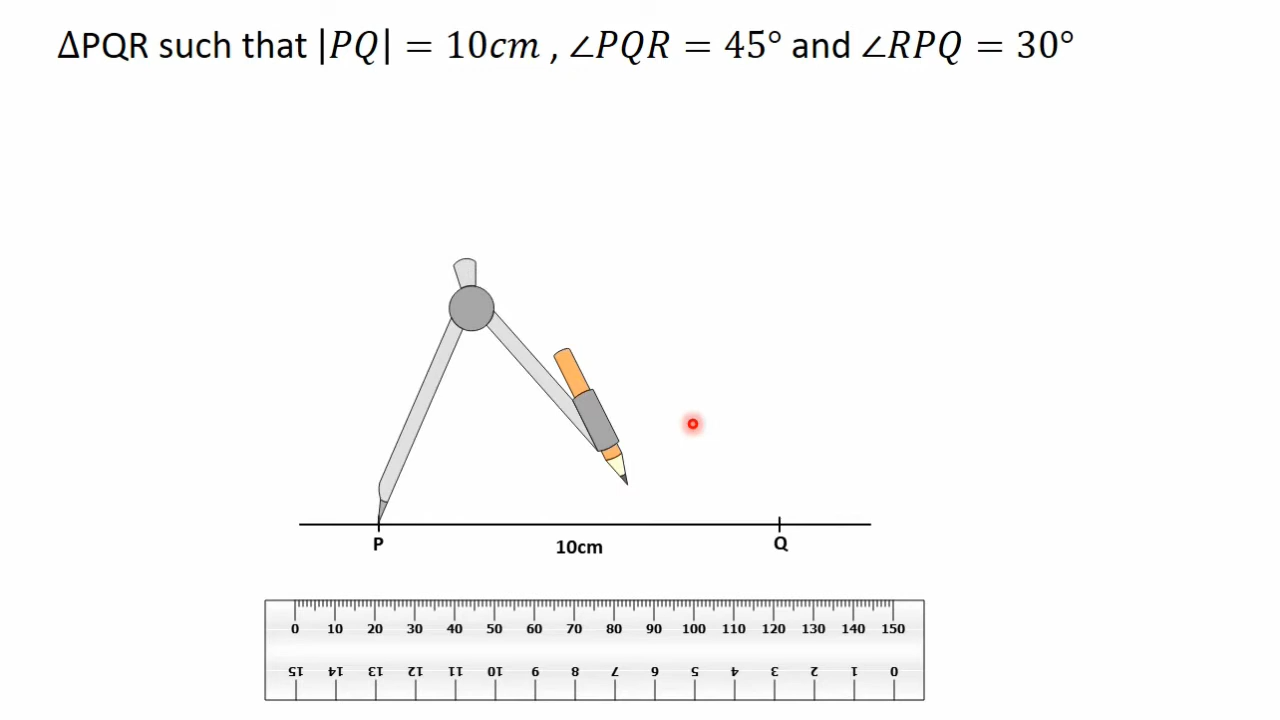 ∆PQR such that |PQ| = 10cm , ∠PQR = 45° and ∠RPQ = 30°
P 10cm Q
0 10 20 30 40 50 60 70 80 90 100 110 120 130 140 150
15 14 13 12 11 10 9 8 7 6 5 4 3 2 1 0